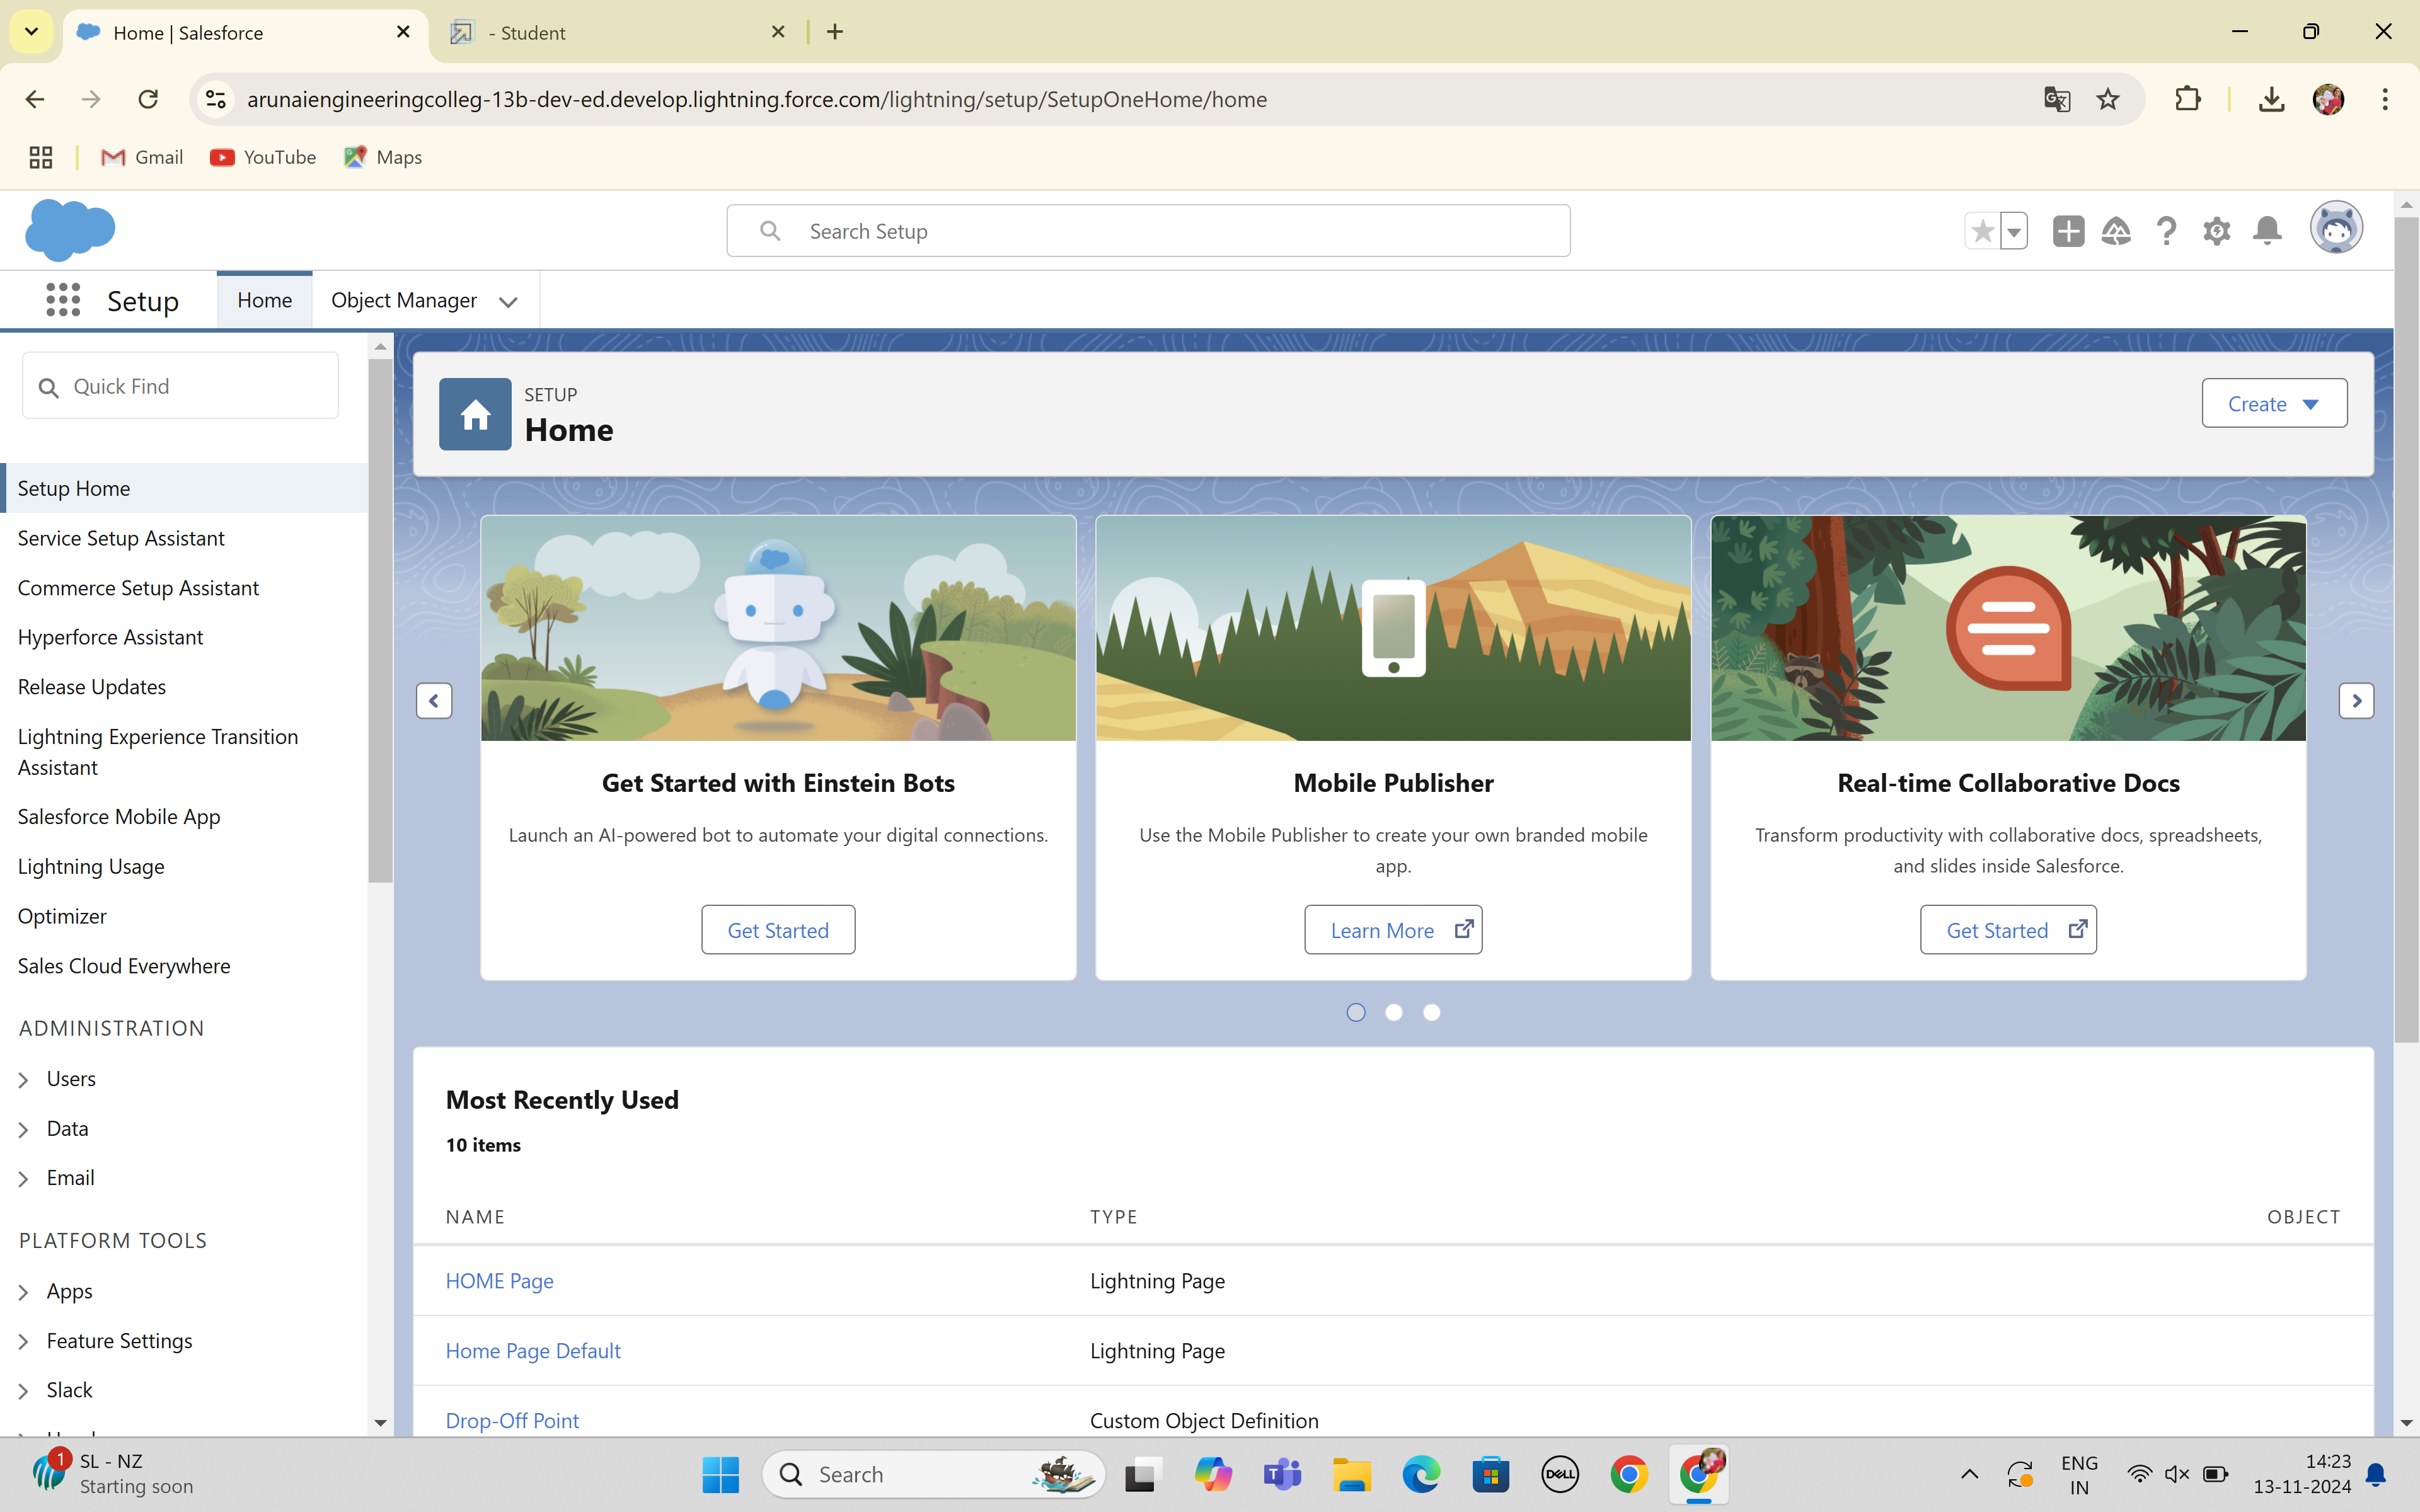 Home | Salesforce
- Student
arunaiengineeringcolleg-13b-dev-ed.develop.lightning.force.com/lightning/setup/SetupOneHome/home
Gmail
YouTube
Maps
Search Setup
Setup
Home
Object Manager
Quick Find
Setup Home
Service Setup Assistant
Commerce Setup Assistant
Hyperforce Assistant
Release Updates
Lightning Experience Transition
Assistant
Salesforce Mobile App
Lightning Usage
Optimizer
Sales Cloud Everywhere
ADMINISTRATION
Users
Data
Email
PLATFORM TOOLS
Apps
Feature Settings
Slack
SETUP
Home
Create
Get Started with Einstein Bots
Launch an AI-powered bot to automate your digital connections.
Get Started
Mobile Publisher
Use the Mobile Publisher to create your own branded mobile
app.
Learn More
Real-time Collaborative Docs
Transform productivity with collaborative docs, spreadsheets,
and slides inside Salesforce.
Get Started
Most Recently Used
10 items
NAME TYPE OBJECT
HOME Page Lightning Page
Home Page Default Lightning Page
Drop-Off Point Custom Object Definition
1
SL - NZ
Starting soon
Search
T
DELL
ENG
IN
14:23
13-11-2024